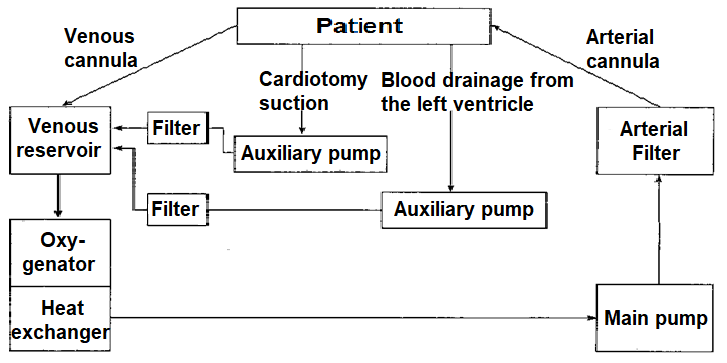 Patient
Venous
cannula
Arterial
cannula
Cardiotomy
suction
Blood drainage from
the left ventricle
Venous
reservoir
Filter
Auxiliary pump
Arterial
Filter
Filter
Auxiliary pump
Oxy-
genator
Heat
exchanger
Main pump